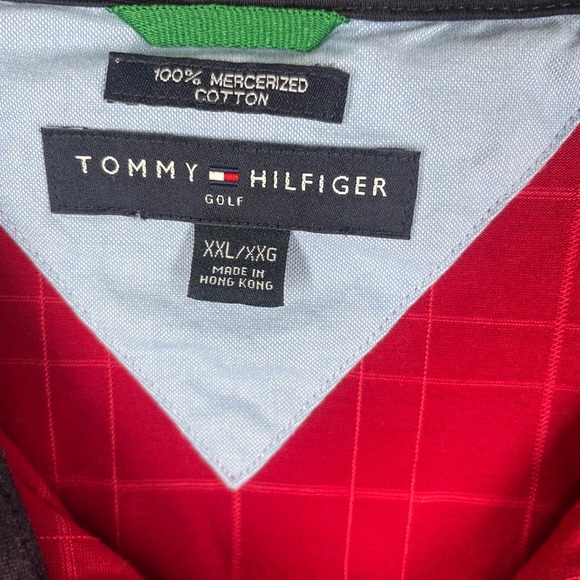 100% MERCERIZED
COTTON
TOMMY HILFIGER
GOLF
XXL/XXG
MADE IN
HONG KONG